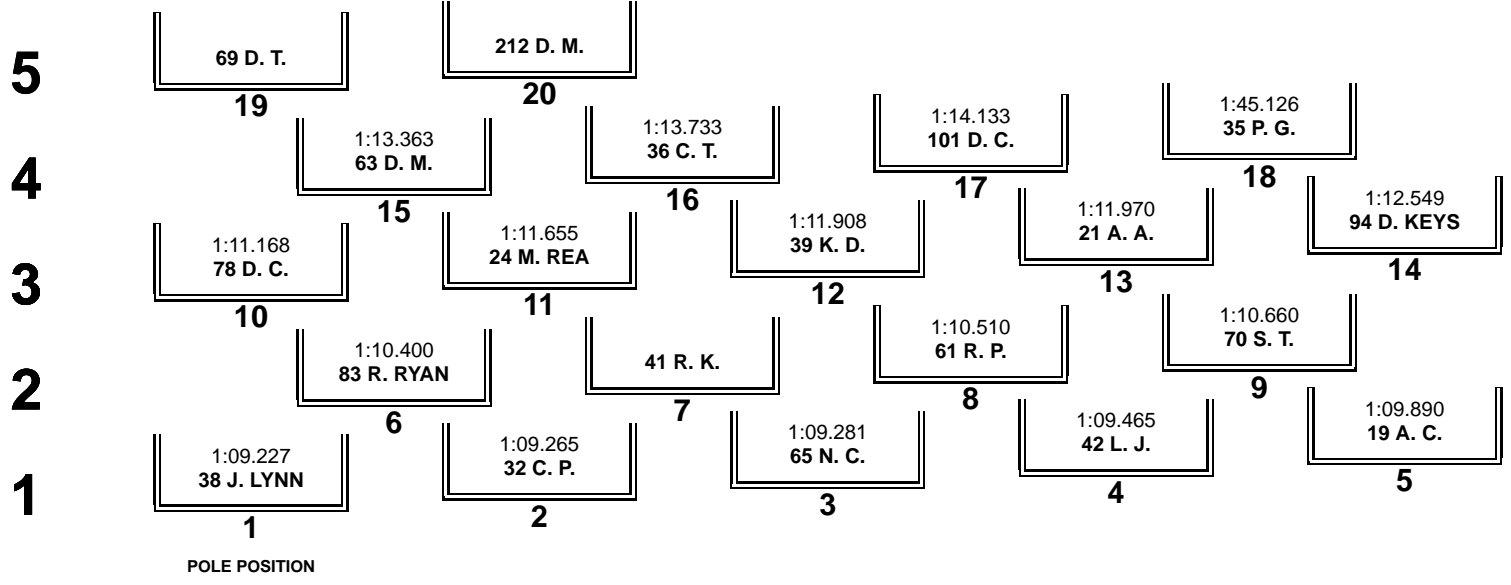 5
69 D. T.
19
212 D. M.
20
4
1:13.363
63 D. M.
15
1:13.733
36 C. T.
16
1:14.133
101 D. C.
17
1:45.126
35 P. G.
18
3
1:11.168
78 D. C.
10
1:11.655
24 M. REA
11
1:11.908
39 K. D.
12
1:11.970
21 A. A.
13
1:12.549
94 D. KEYS
14
2
1:10.400
83 R. RYAN
6
41 R. K.
7
1:10.510
61 R. P.
8
1:10.660
70 S. T.
9
1
1:09.227
38 J. LYNN
1
POLE POSITION
1:09.265
32 C. P.
2
1:09.281
65 N. C.
3
1:09.465
42 L. J.
4
1:09.890
19 A. C.
5